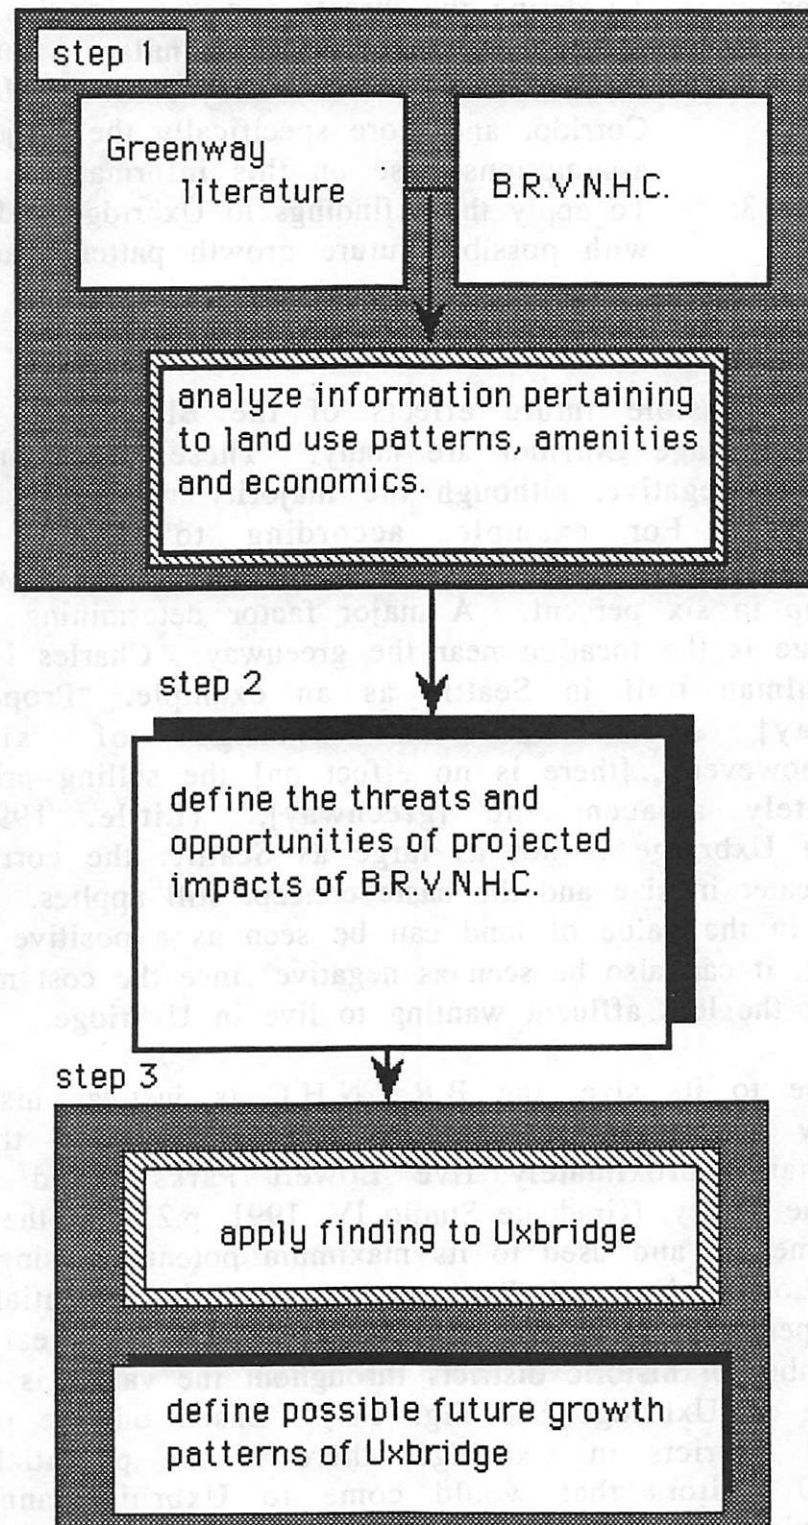 step 1
Greenway
literature
B.R.V.N.H.C.
analyze information pertaining
to land use patterns, amenities
and economics.
step 2
define the threats and
opportunities of projected
impacts of B.R.V.N.H.C.
step 3
apply finding to Uxbridge
define possible future growth
patterns of Uxbridge